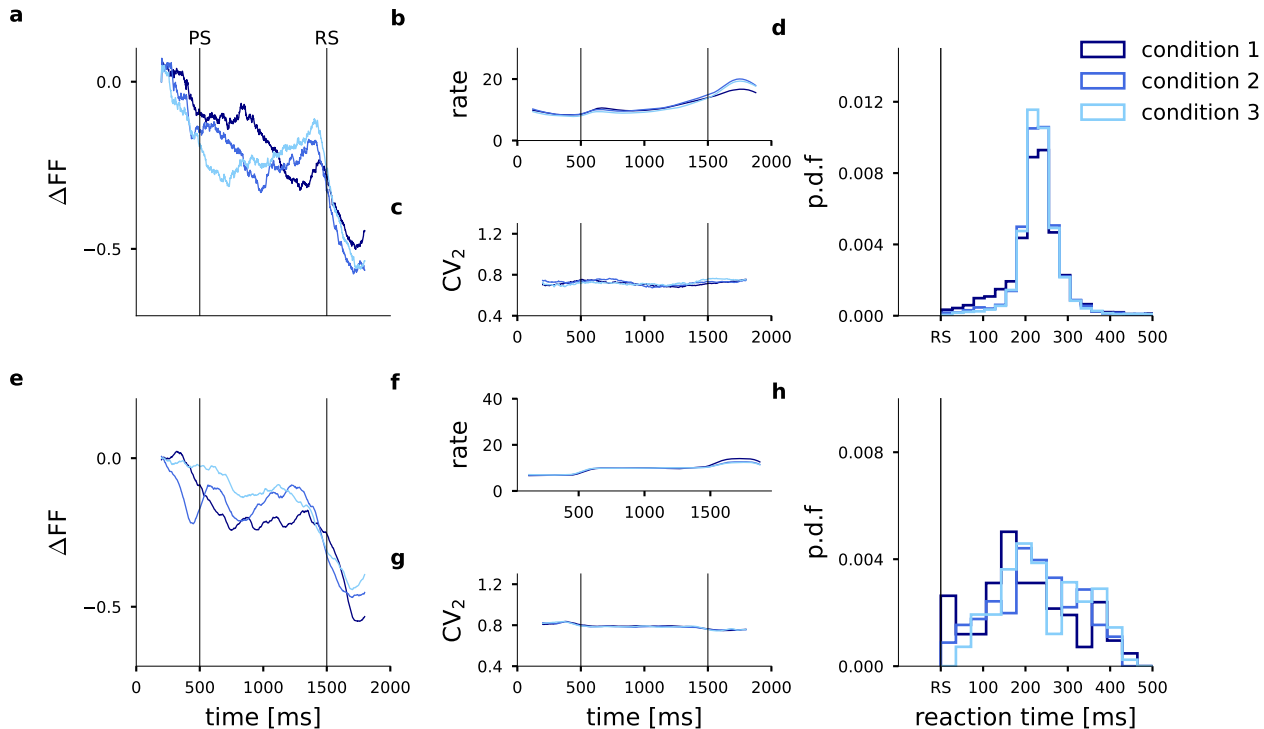 a
PS
RS
0.0
−0.5
ΔFF
b
20
0
rate
0
500
1000
1500
2000
c
1.2
0.8
0.4
CV2
0
500
1000
1500
2000
d
condition 1
condition 2
condition 3
0.012
0.008
0.004
0.000
p.d.f
RS
100
200
300
400
500
e
0.0
−0.5
ΔFF
0
500
1000
1500
2000
time [ms]
f
40
20
0
rate
500
1000
1500
g
1.2
0.8
0.4
CV2
0
500
1000
1500
2000
time [ms]
h
0.008
0.004
0.000
p.d.f
RS
100
200
300
400
500
reaction time [ms]